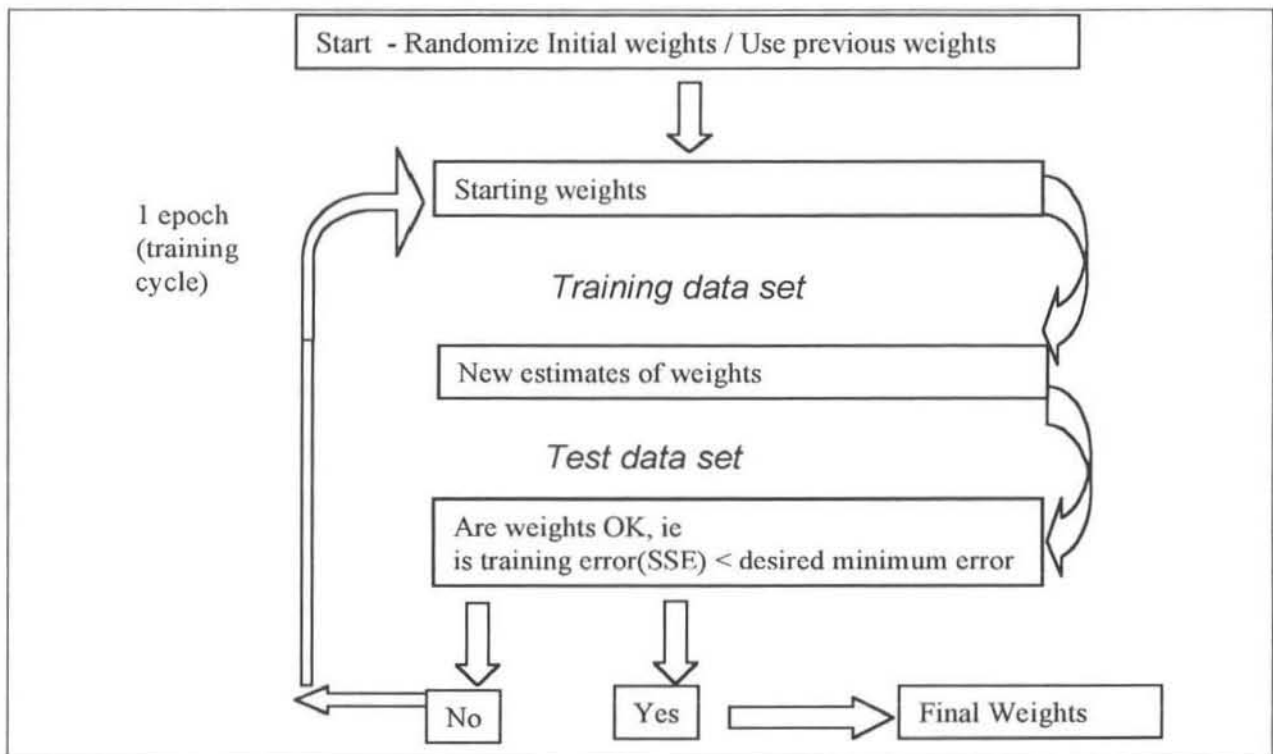 Start - Randomize Initial weights / Use previous weights
Starting weights
1 epoch
(training
cycle)
Training data set
New estimates of weights
Test data set
Are weights OK, ie
is training error(SSE) < desired minimum error
No
Yes
Final Weights